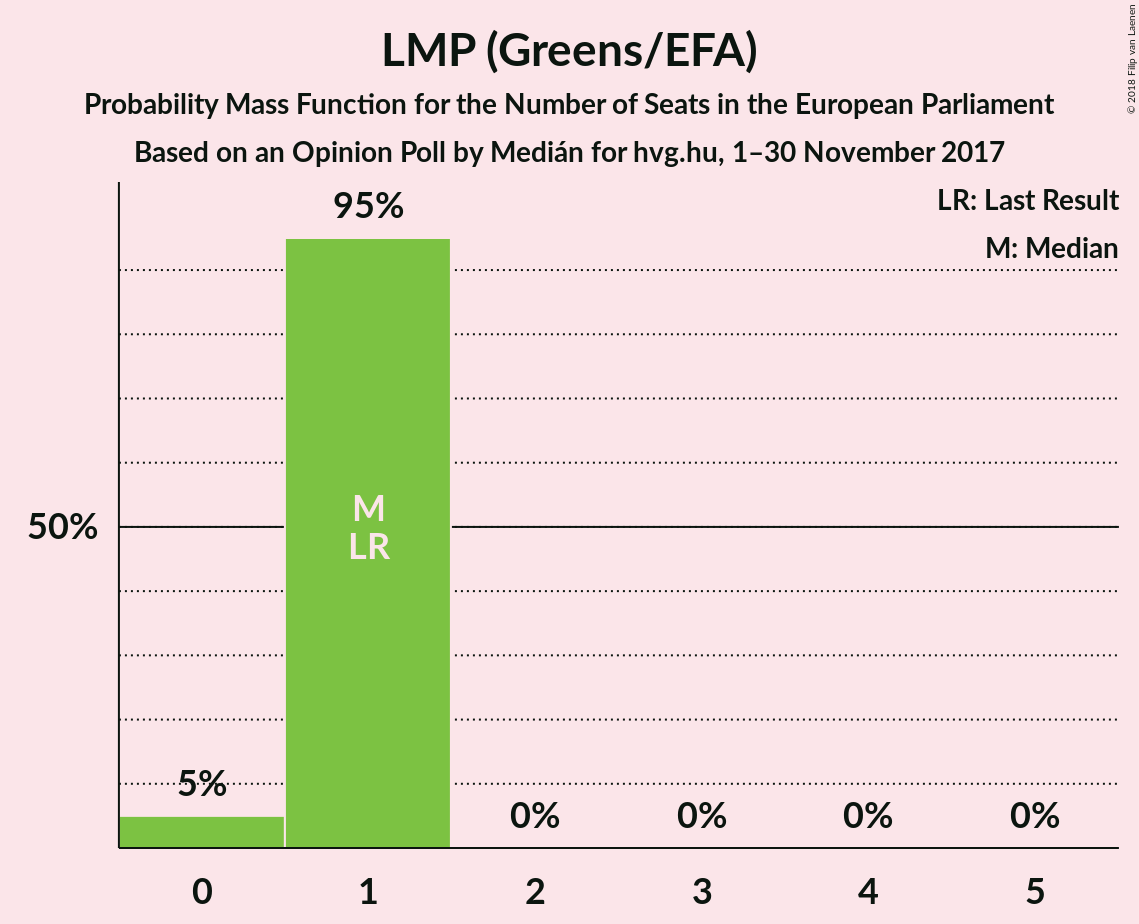 LMP (Greens/EFA)
Probability Mass Function for the Number of Seats in the European Parliament
Based on an Opinion Poll by Medián for hvg.hu, 1–30 November 2017
© 2018 Filip van Laenen
LR: Last Result
M: Median
95%
50%
M
LR
5%
0%
0%
0%
0%
0
1
2
3
4
5